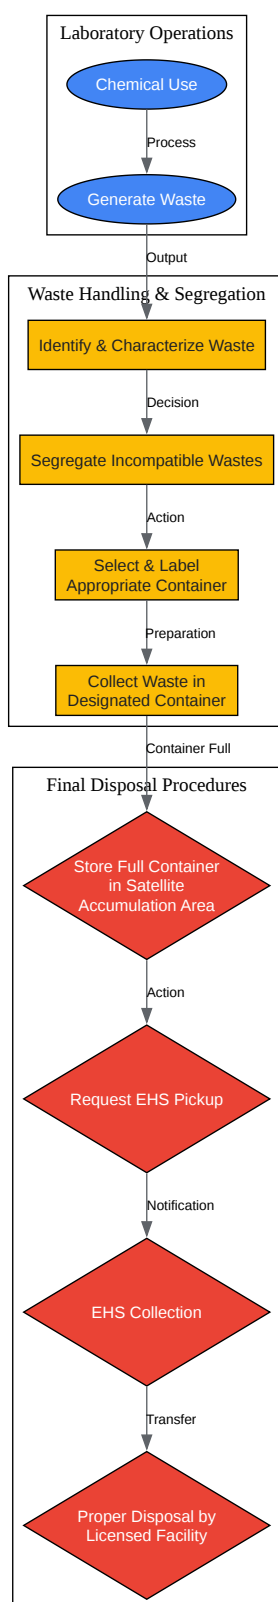 Laboratory Operations
Chemical Use
Process
Generate Waste
Output
Waste Handling & Segregation
Identify & Characterize Waste
Decision
Segregate Incompatible Wastes
Action
Select & Label
Appropriate Container
Preparation
Collect Waste in
Designated Container
Container Full
Final Disposal Procedures
Store Full Container
in Satellite
Accumulation Area
Action
Request EHS Pickup
Notification
EHS Collection
Transfer
Proper Disposal by
Licensed Facility